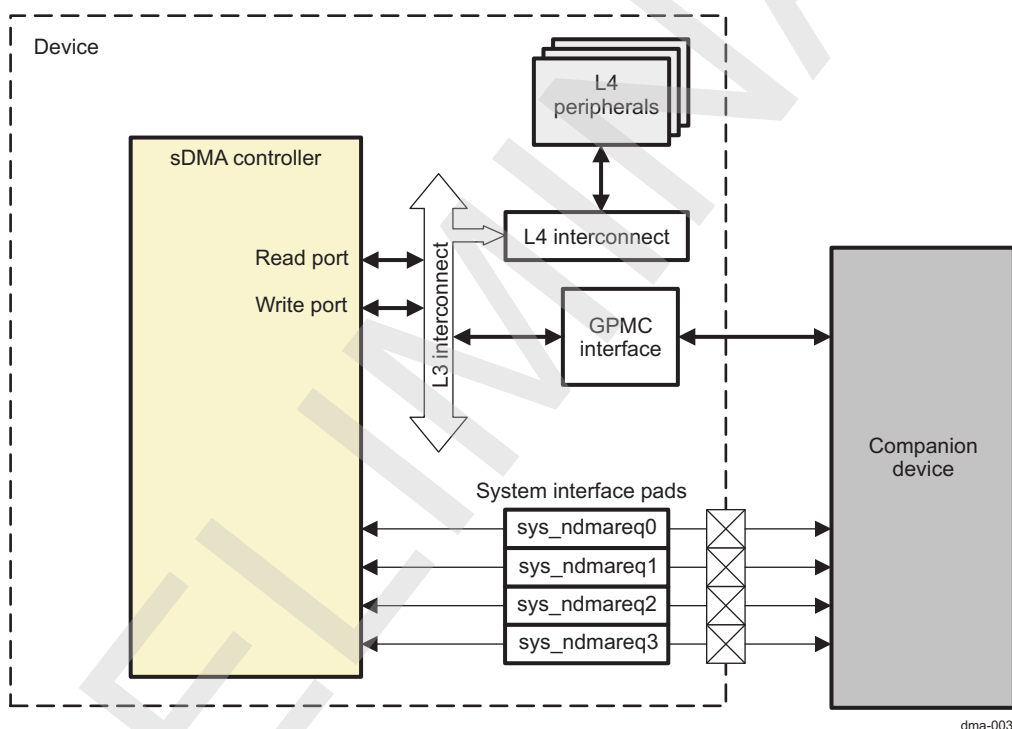 Device
L4
peripherals
sDMA controller
L4 interconnect
Read port
Write port
L3 interconnect
GPMC
interface
Companion
device
System interface pads
sys_ndmareq0
sys_ndmareq1
sys_ndmareq2
sys_ndmareq3
dma-003